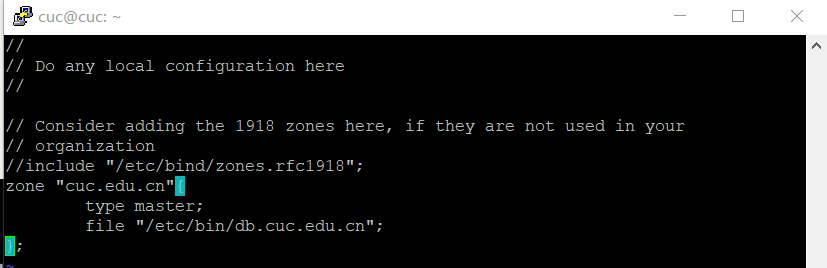 cuc@cuc: ~
//
// Do any local configuration here
//
// Consider adding the 1918 zones here, if they are not used in your
// organization
//include "/etc/bind/zones.rfc1918";
zone "cuc.edu.cn"{
        type master;
        file "/etc/bin/db.cuc.edu.cn";
};
~